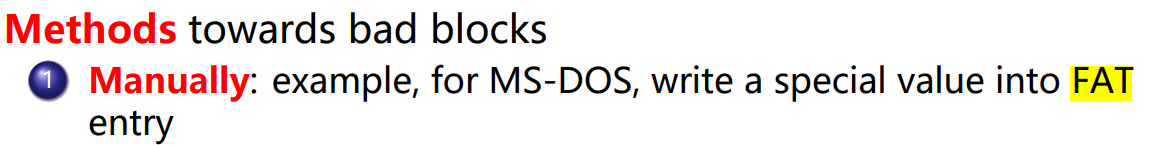 Methods towards bad blocks
1 Manually: example, for MS-DOS, write a special value into FAT
entry